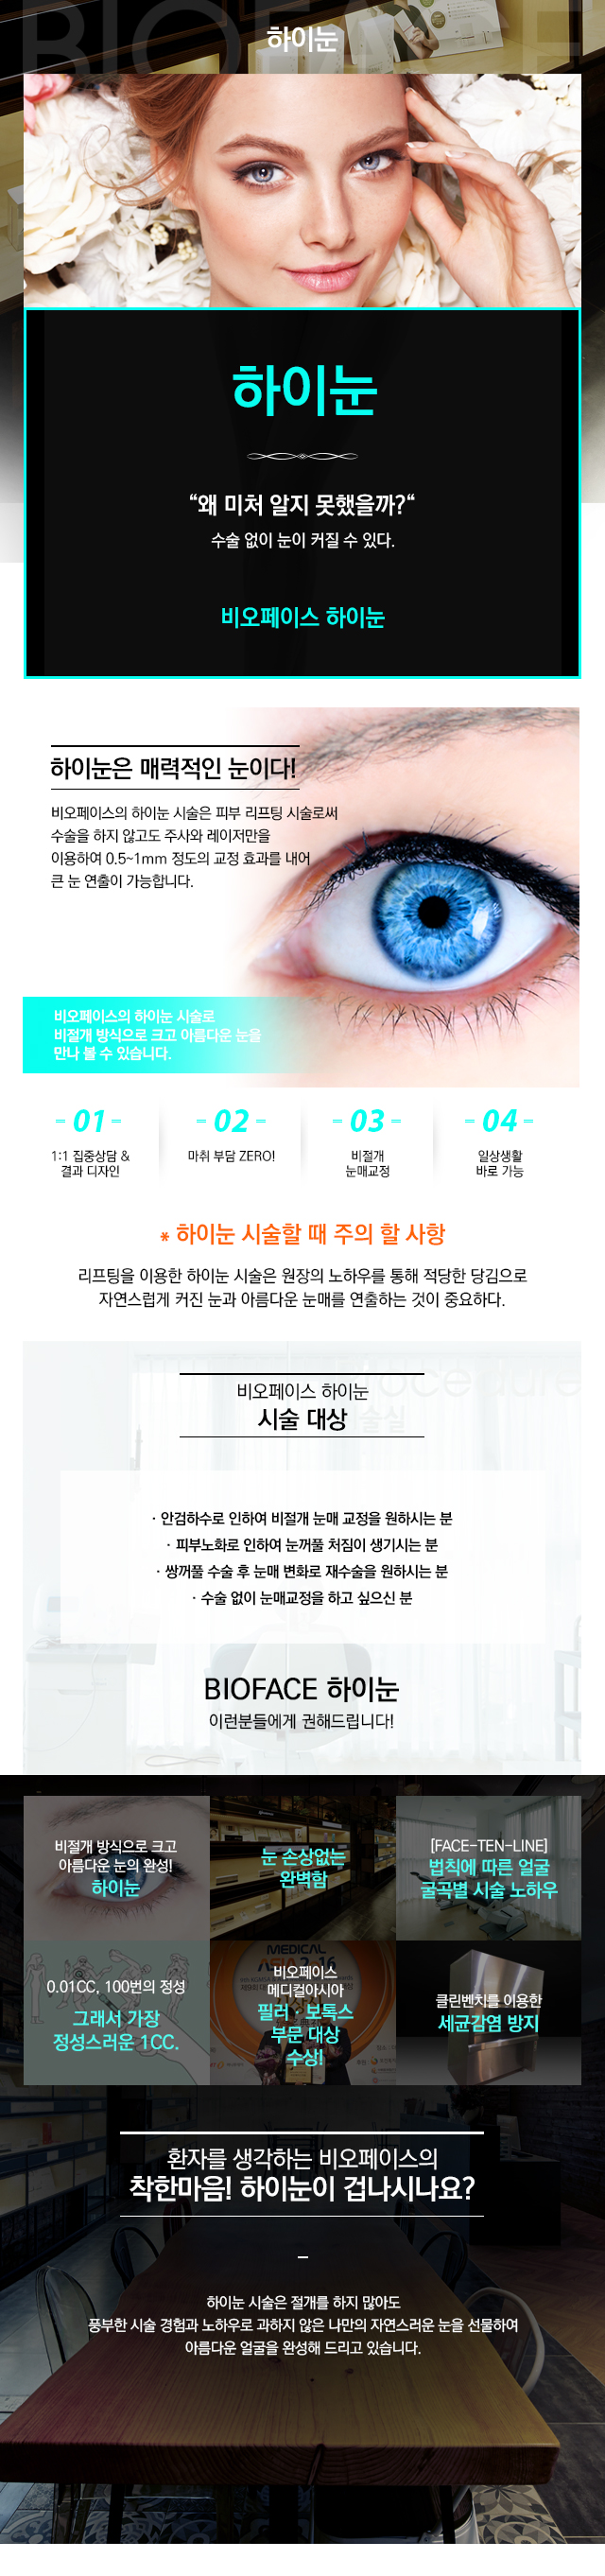 BIOFACE
하이눈
하이눈
“왜 미처 알지 못했을까?“
수술 없이 눈이 커질 수 있다.
비오페이스 하이눈
하이눈은 매력적인 눈이다!
비오페이스의 하이눈 시술은 피부 리프팅 시술로써
수술을 하지 않고도 주사와 레이저만을
이용하여 0.5~1mm 정도의 교정 효과를 내어
큰 눈 연출이 가능합니다.
비오페이스의 하이눈 시술로
비절개 방식으로 크고 아름다운 눈을
만나 볼 수 있습니다.
- 01 -
1:1 집중상담 &
결과 디자인
- 02 -
마취 부담 ZERO!
- 03 -
비절개
눈매교정
- 04 -
일상생활
바로 가능
* 하이눈 시술할 때 주의 할 사항
리프팅을 이용한 하이눈 시술은 원장의 노하우를 통해 적당한 당김으로
자연스럽게 커진 눈과 아름다운 눈매를 연출하는 것이 중요하다.
비오페이스 하이눈
시술 대상
· 안검하수로 인하여 비절개 눈매 교정을 원하시는 분
· 피부노화로 인하여 눈꺼풀 처짐이 생기시는 분
· 쌍꺼풀 수술 후 눈매 변화로 재수술을 원하시는 분
· 수술 없이 눈매교정을 하고 싶으신 분
BIOFACE 하이눈
이런분들에게 권해드립니다!
비절개 방식으로 크고
아름다운 눈의 완성!
하이눈
눈 손상없는
완벽함
[FACE-TEN-LINE]
법칙에 따른 얼굴
굴곡별 시술 노하우
0.01CC, 100번의 정성
그래서 가장
정성스러운 1CC.
MEDICAL
비오페이스
메디컬아시아
필러 · 보톡스
부문 대상
수상!
클린벤치를 이용한
세균감염 방지
환자를 생각하는 비오페이스의
착한마음! 하이눈이 겁나시나요?
하이눈 시술은 절개를 하지 않아도
풍부한 시술 경험과 노하우로 과하지 않은 나만의 자연스러운 눈을 선물하여
아름다운 얼굴을 완성해 드리고 있습니다.